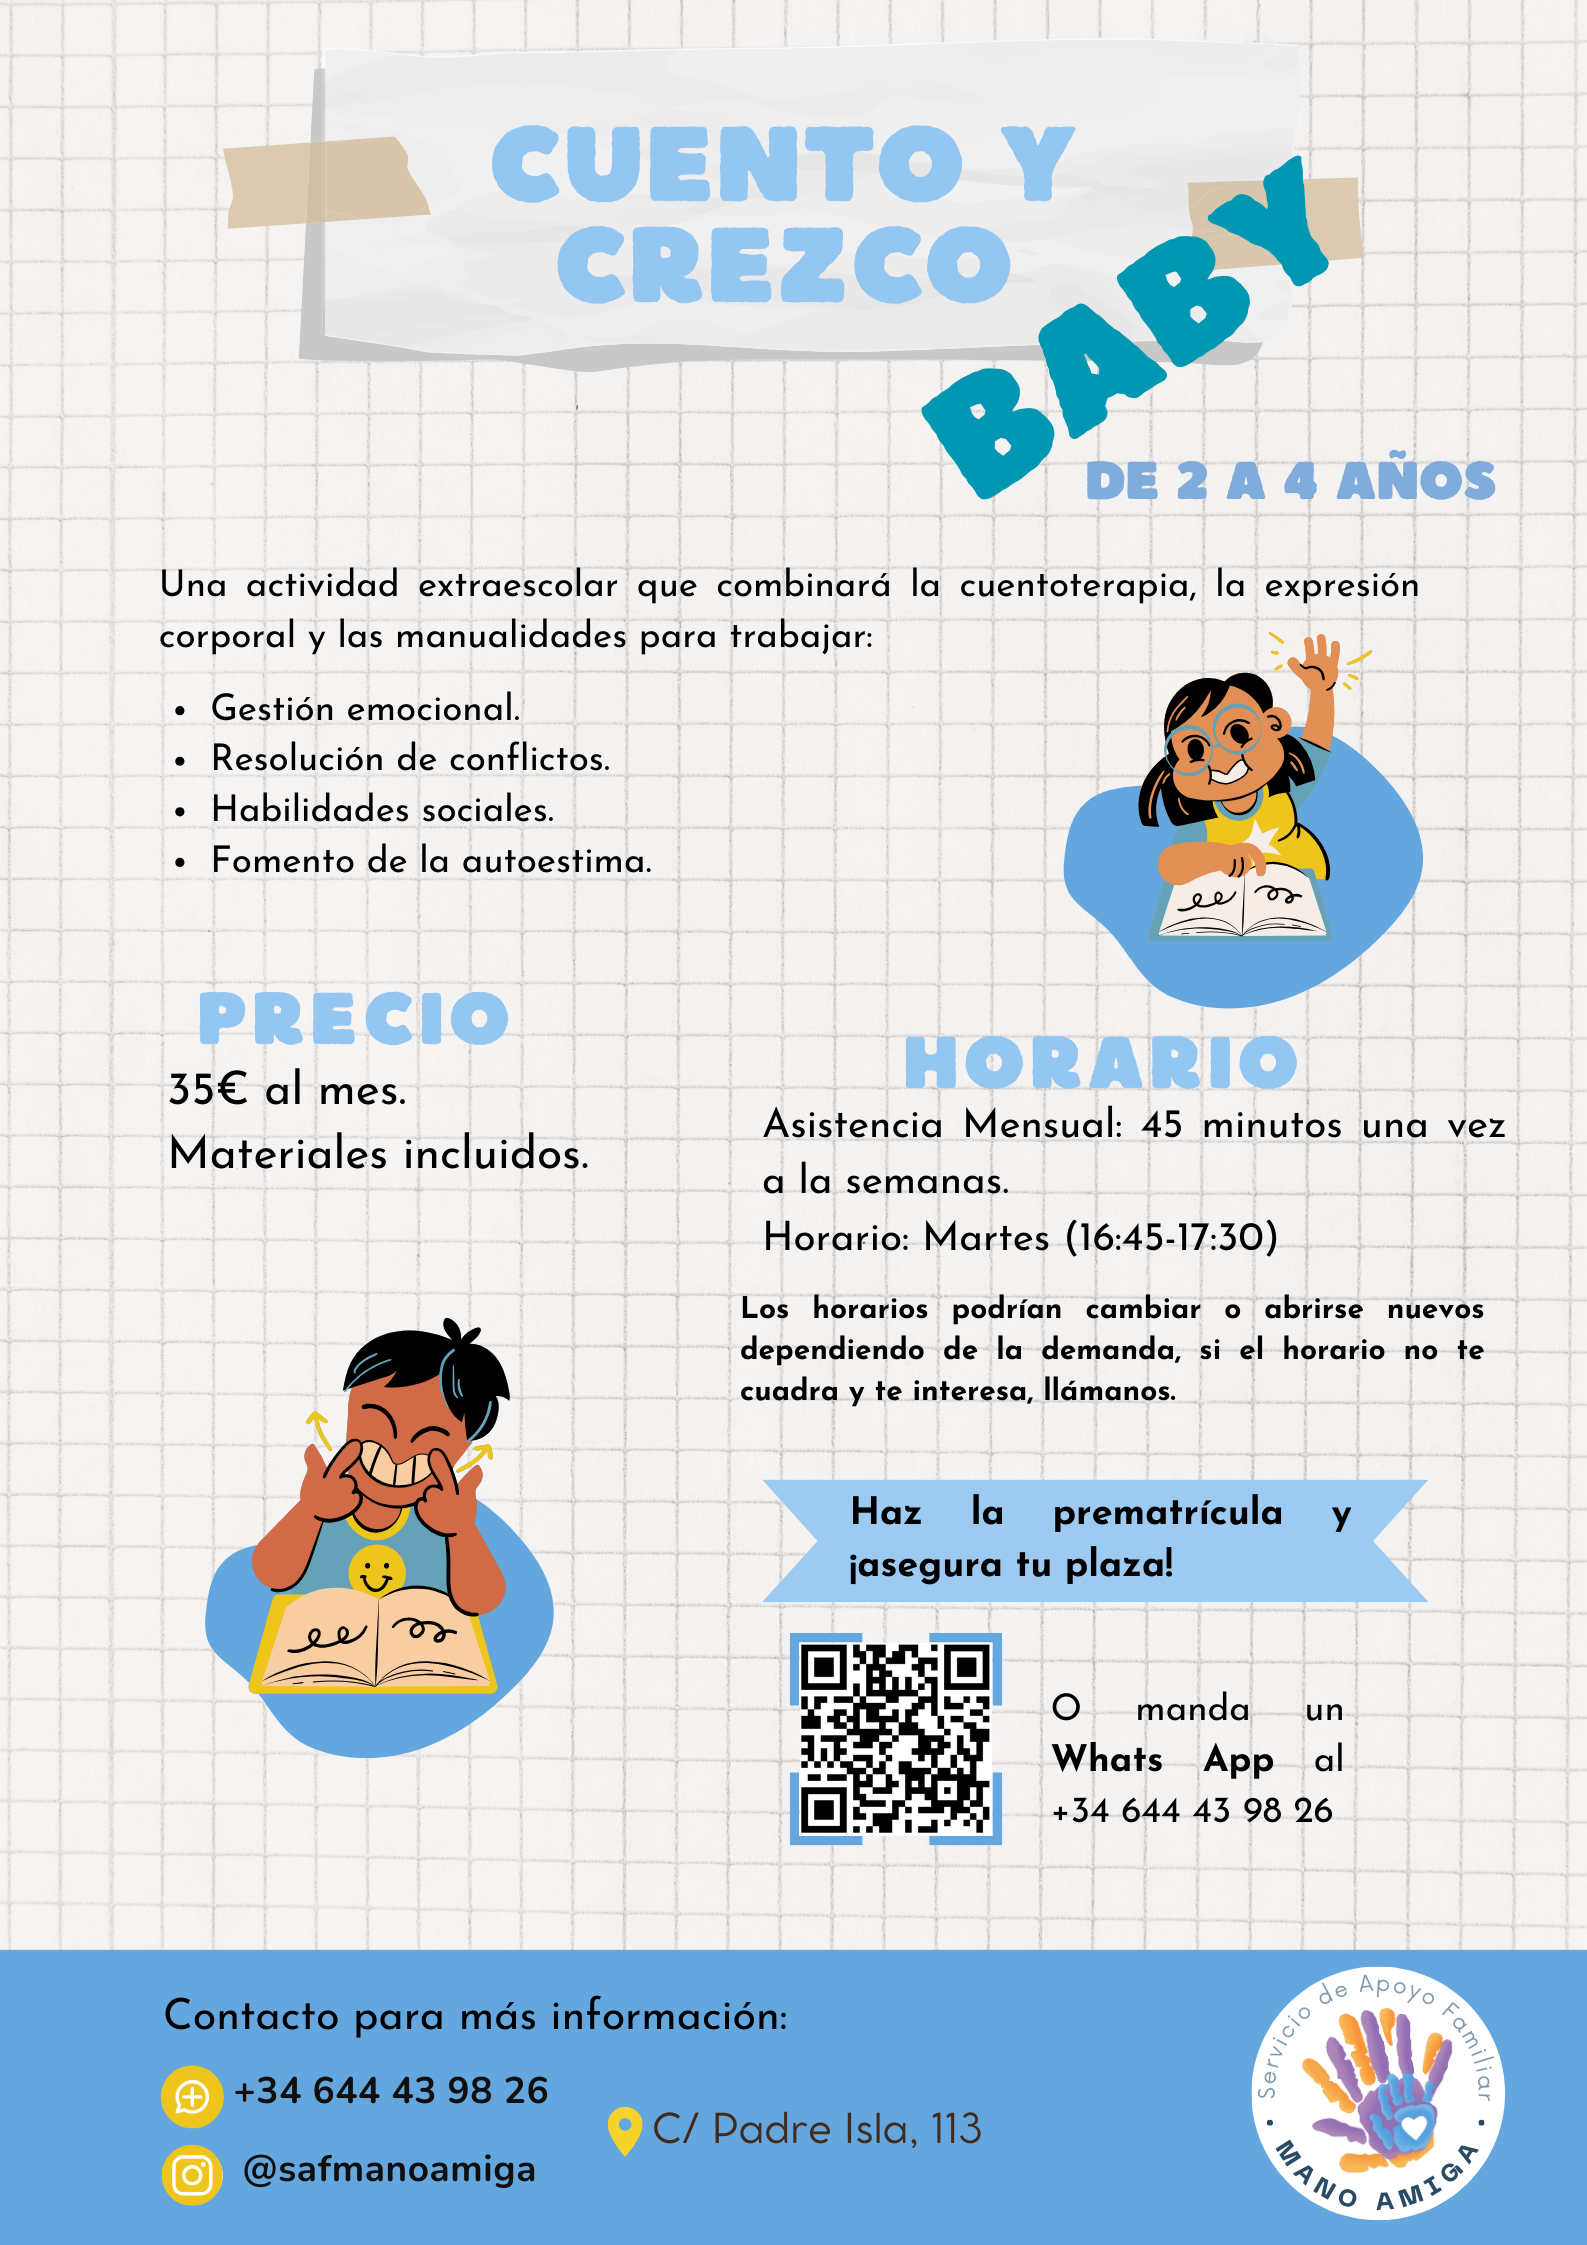 CUENTO Y
CREZCO
BABY
DE 2 A 4 AÑOS
Una actividad extraescolar que combinará la cuentoterapia, la expresión
corporal y las manualidades para trabajar:
• Gestión emocional.
• Resolución de conflictos.
• Habilidades sociales.
• Fomento de la autoestima.
PRECIO
35€ al mes.
Materiales incluidos.
HORARIO
Asistencia Mensual: 45 minutos una vez
a la semanas.
Horario: Martes (16:45-17:30)
Los horarios podrían cambiar o abrirse nuevos
dependiendo de la demanda, si el horario no te
cuadra y te interesa, llámanos.
Haz la prematrícula y
¡asegura tu plaza!
O manda un
Whats App al
+34 644 43 98 26
Contacto para más información:
+34 644 43 98 26
@safmanoamiga
C/ Padre Isla, 113
Servicio de Apoyo Familiar
• MANO AMIGA •